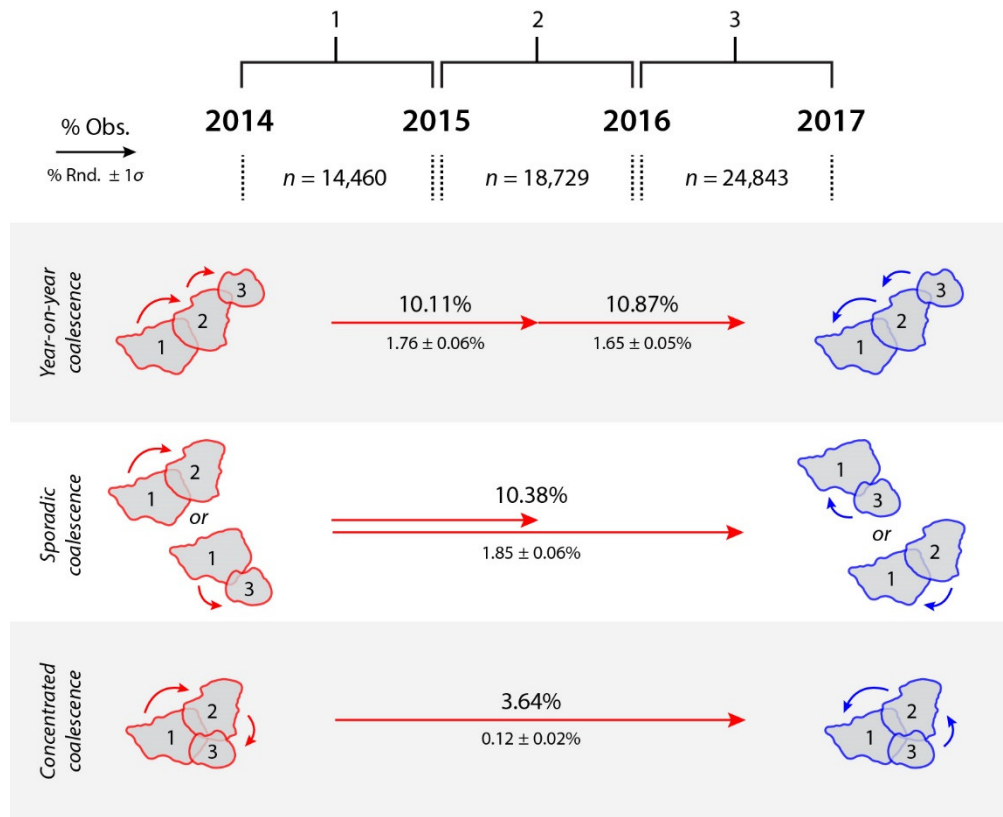 1 2 3
% Obs.
% Rnd. ± 1σ
2014 2015 2016 2017
n = 14,460 n = 18,729 n = 24,843
Year-on-year
coalescence
1 2 3
10.11%
1.76 ± 0.06%
10.87%
1.65 ± 0.05%
1 2 3
Sporadic
coalescence
1 2
or
1 3
10.38%
1.85 ± 0.06%
1 3
or
1 2
Concentrated
coalescence
1 2 3
3.64%
0.12 ± 0.02%
1 2 3